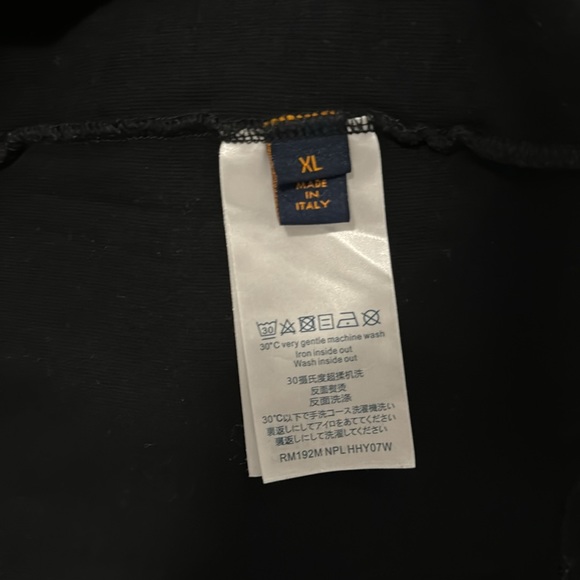 XL
MADE
IN
ITALY
30
30°C very gentle machine wash
Iron inside out
Wash inside out
30摄氏度超揉机洗
反面熨烫
反面洗涤
30℃以下で手洗コース洗濯機洗い
裏返しにしてアイロをあててください
裏返しにして洗濯してください
RM192M NPL HHY07W